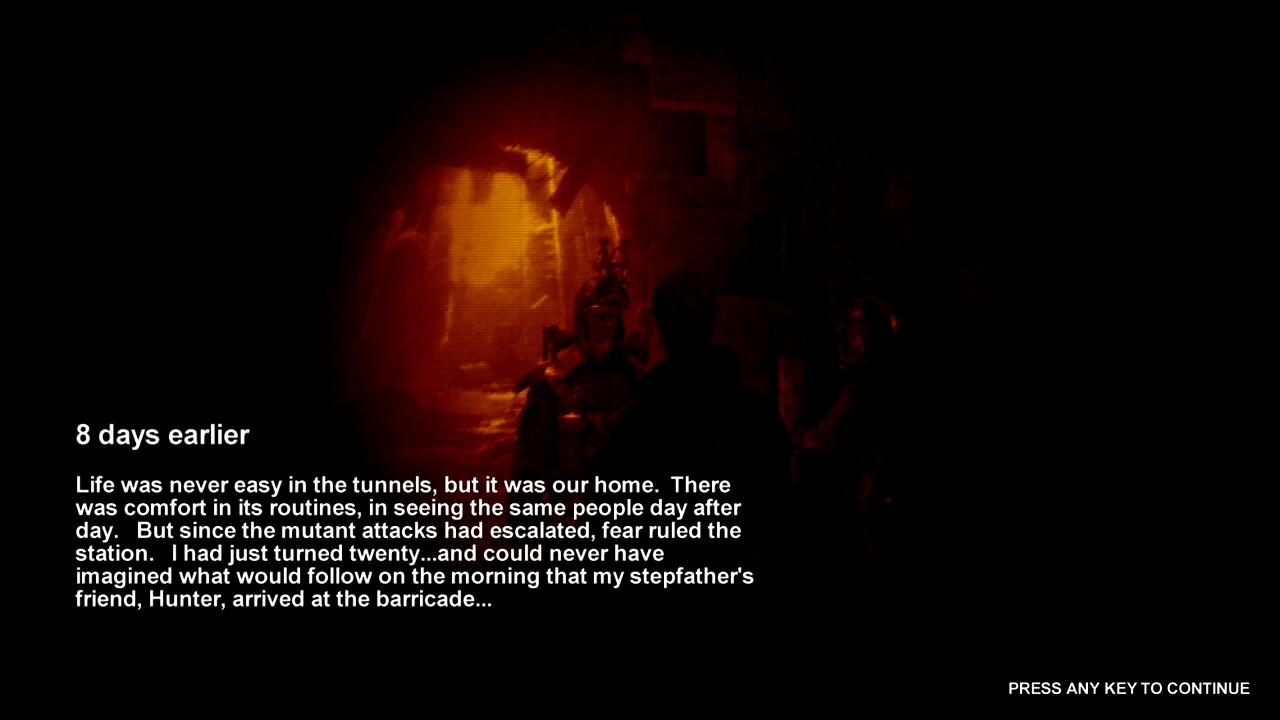 8 days earlier
Life was never easy in the tunnels, but it was our home.  There
was comfort in its routines, in seeing the same people day after
day.   But since the mutant attacks had escalated, fear ruled the
station.   I had just turned twenty...and could never have
imagined what would follow on the morning that my stepfather's
friend, Hunter, arrived at the barricade...
PRESS ANY KEY TO CONTINUE